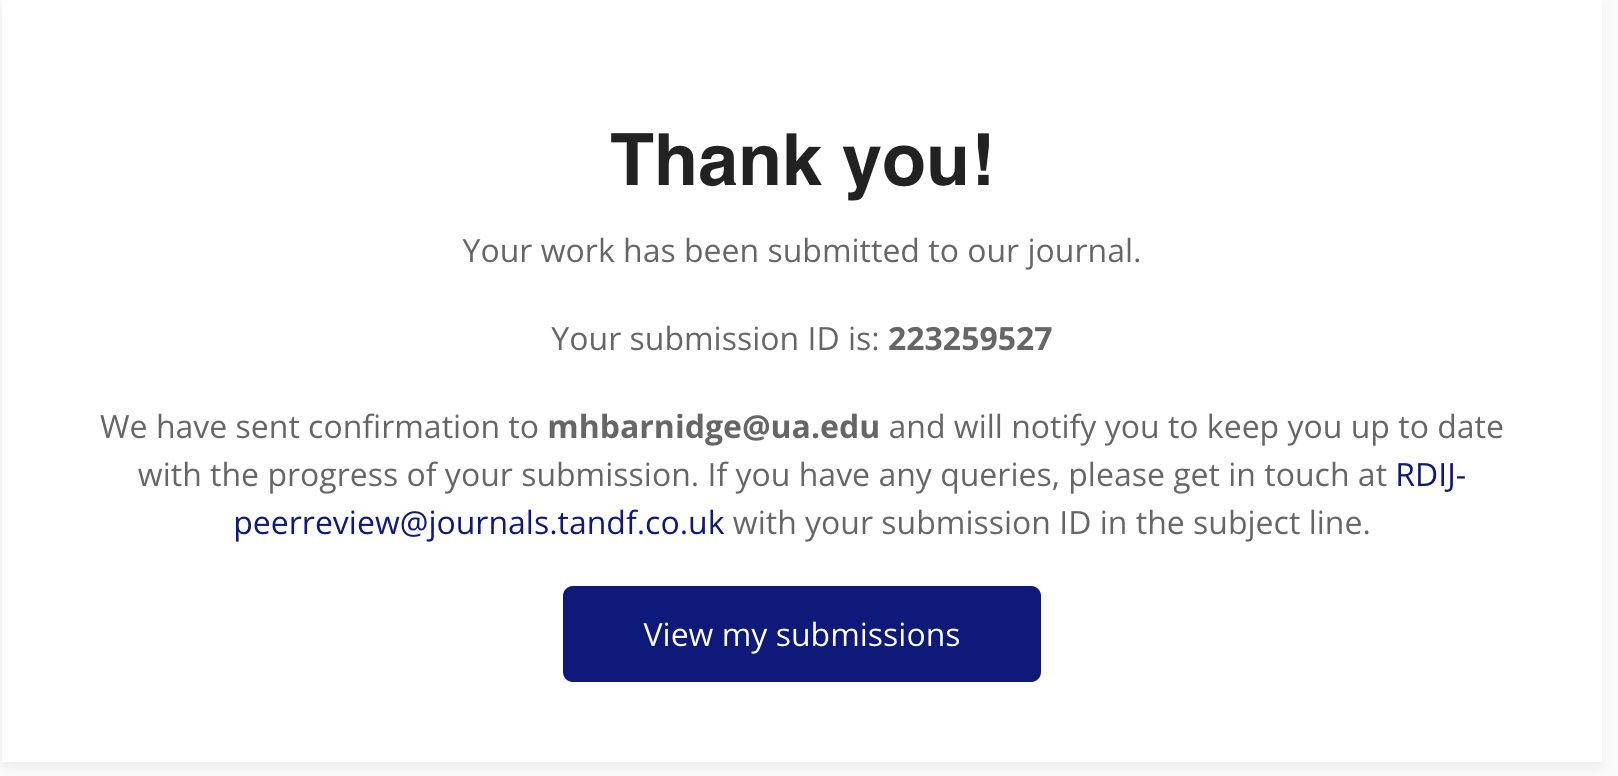 Thank you!
Your work has been submitted to our journal.
Your submission ID is: 223259527
We have sent confirmation to mhbarnidge@ua.edu and will notify you to keep you up to date
with the progress of your submission. If you have any queries, please get in touch at RDIJ-
peerreview@journals.tandf.co.uk with your submission ID in the subject line.
View my submissions